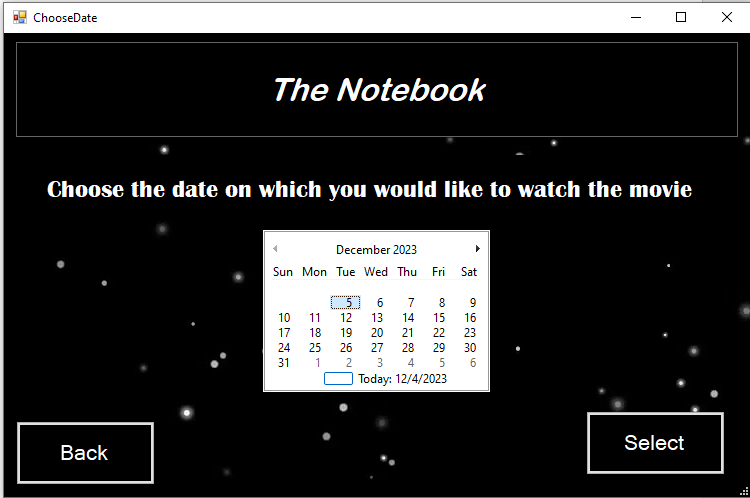 ChooseDate
The Notebook
Choose the date on which you would like to watch the movie
December 2023
Sun Mon Tue Wed Thu Fri Sat
5 6 7 8 9
10 11 12 13 14 15 16
17 18 19 20 21 22 23
24 25 26 27 28 29 30
31 1 2 3 4 5 6
Today: 12/4/2023
Back
Select